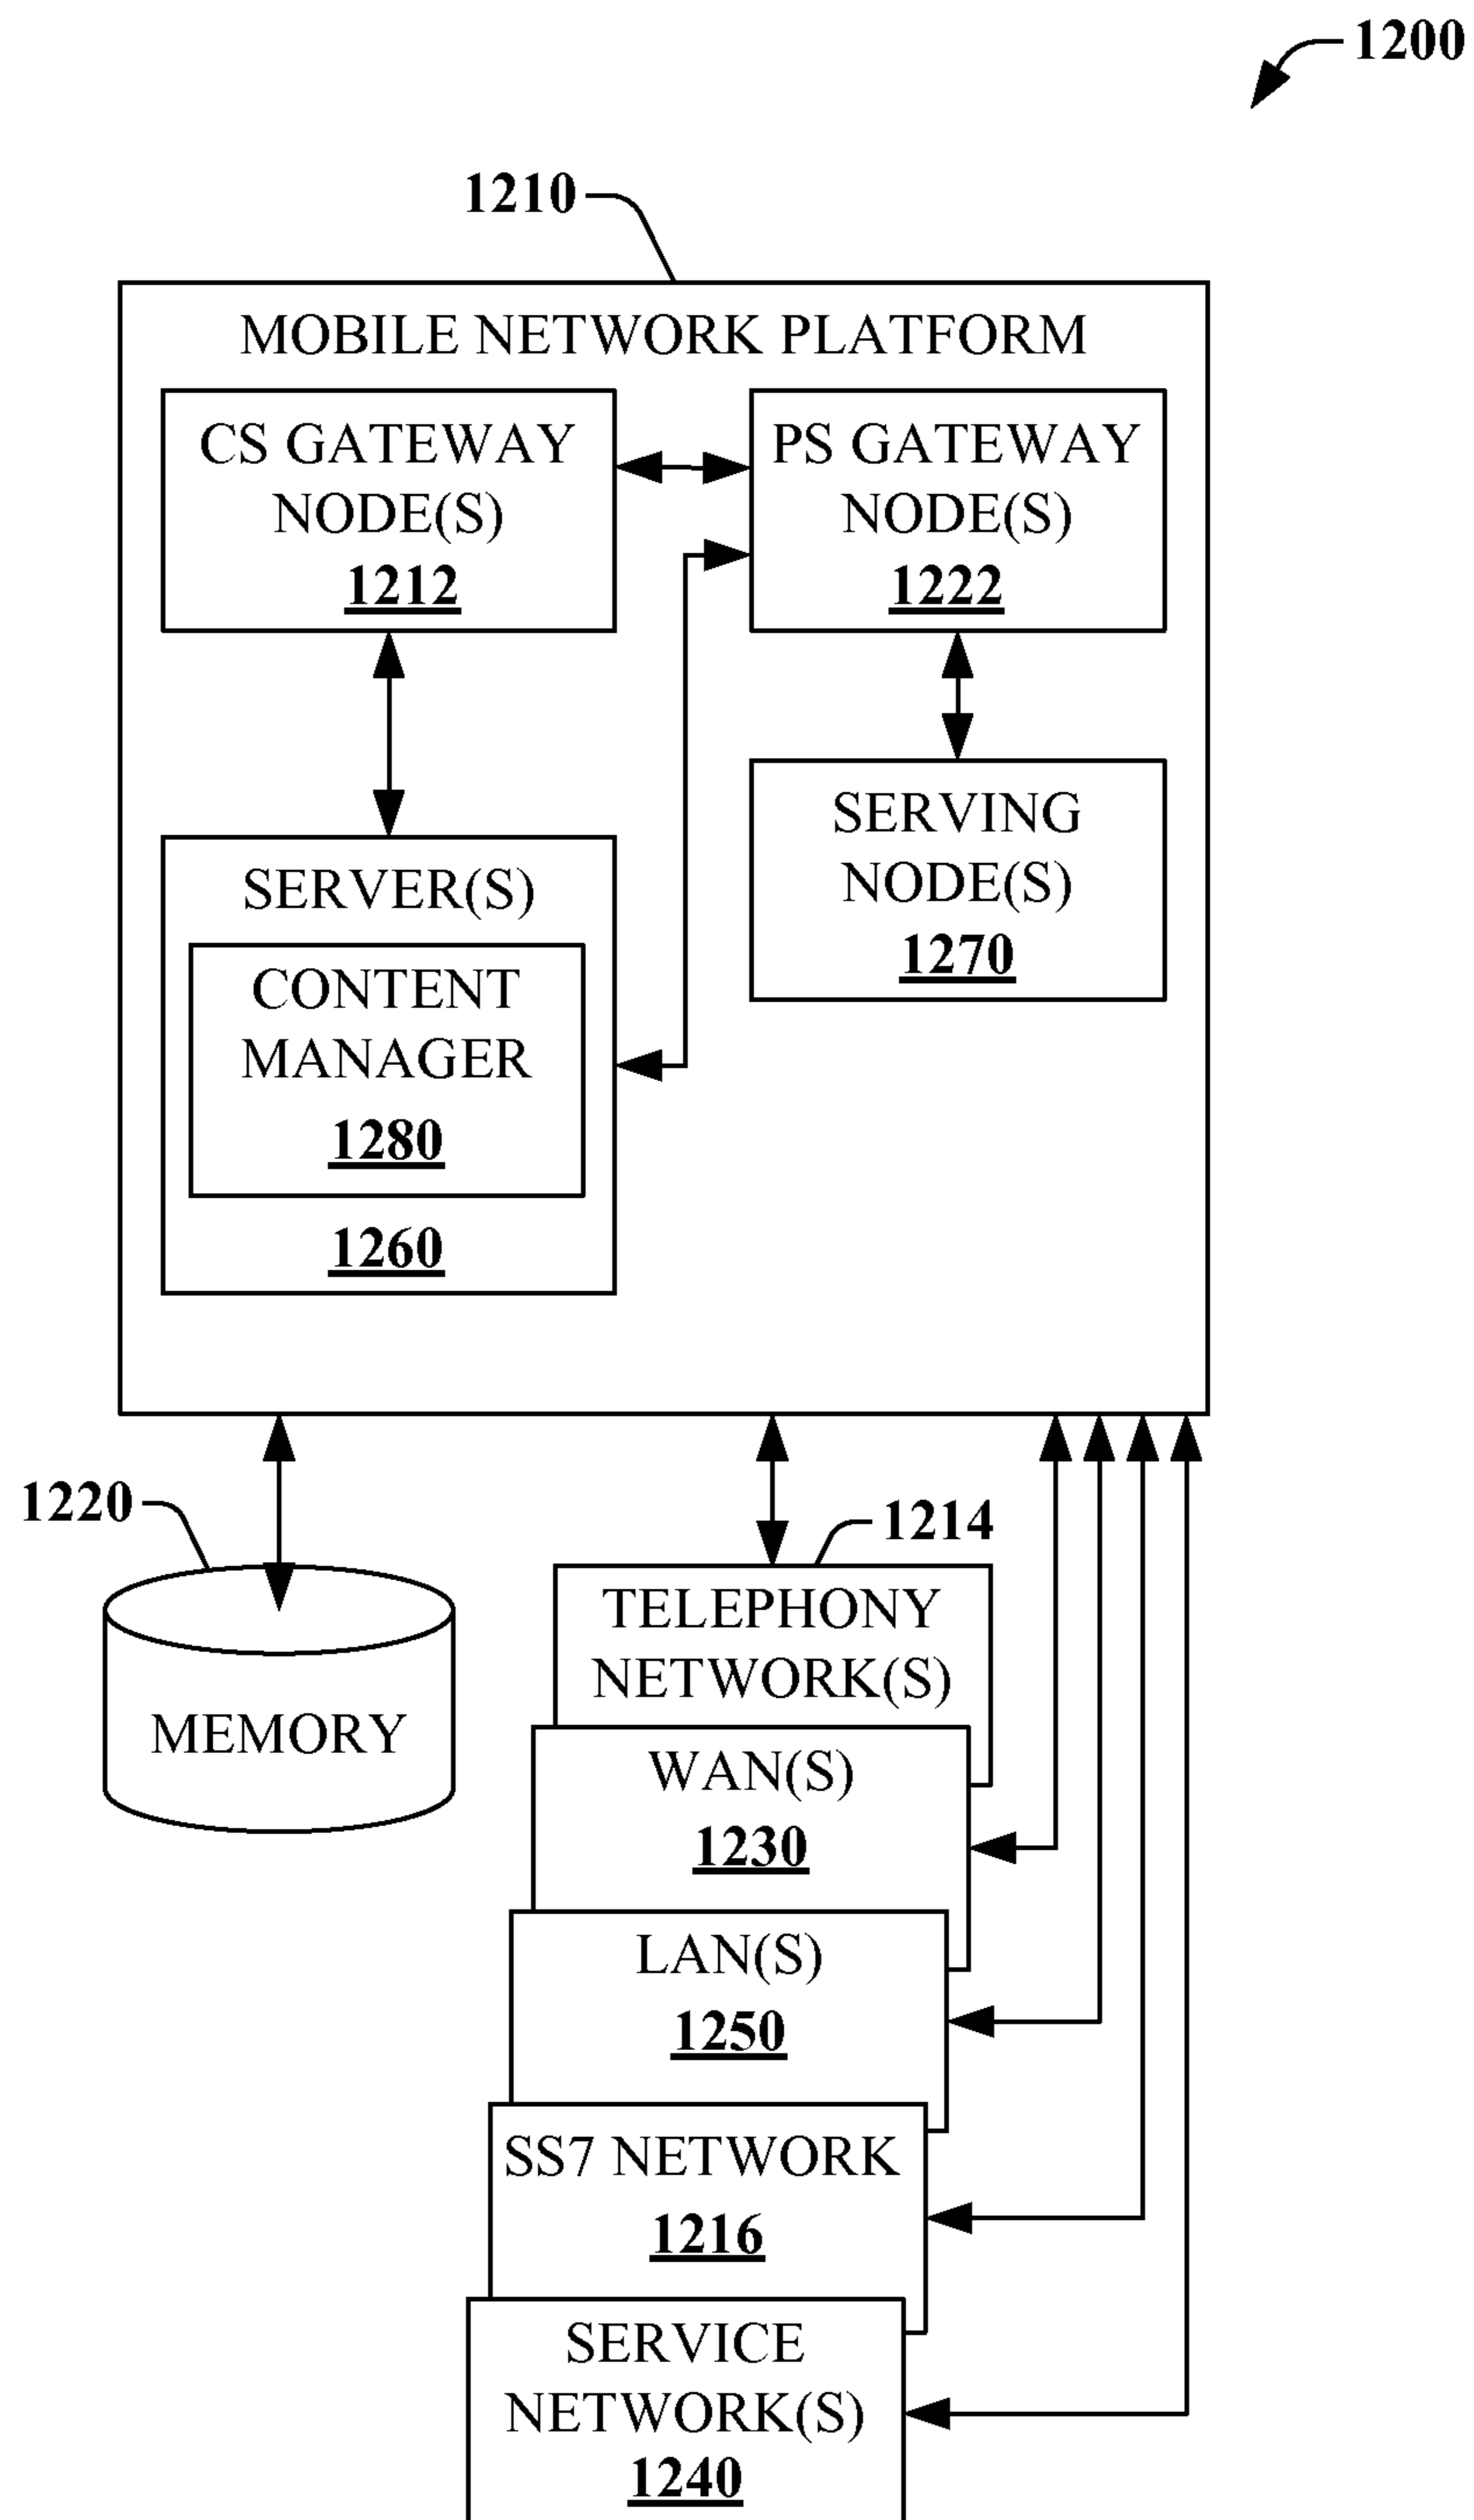 1200
1210
MOBILE NETWORK PLATFORM
CS GATEWAY
NODE(S)
1212
PS GATEWAY
NODE(S)
1222
SERVING
NODE(S)
1270
SERVER(S)
CONTENT
MANAGER
1280
1260
1220
MEMORY
1214
TELEPHONY
NETWORK(S)
WAN(S)
1230
LAN(S)
1250
SS7 NETWORK
1216
SERVICE
NETWORK(S)
1240